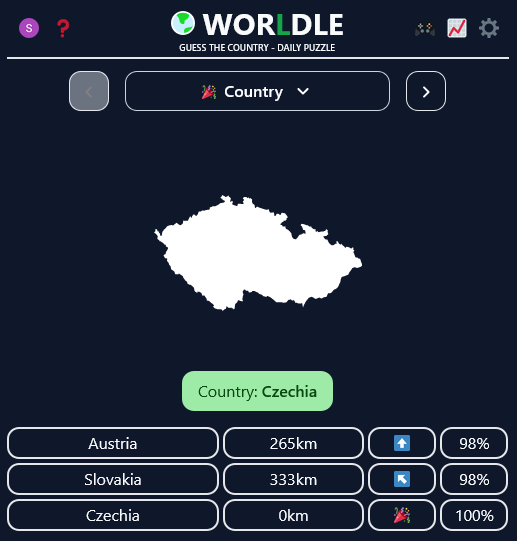 S
WORLDLE
GUESS THE COUNTRY - DAILY PUZZLE
Country
Country: Czechia
Austria 265km 98%
Slovakia 333km 98%
Czechia 0km 100%